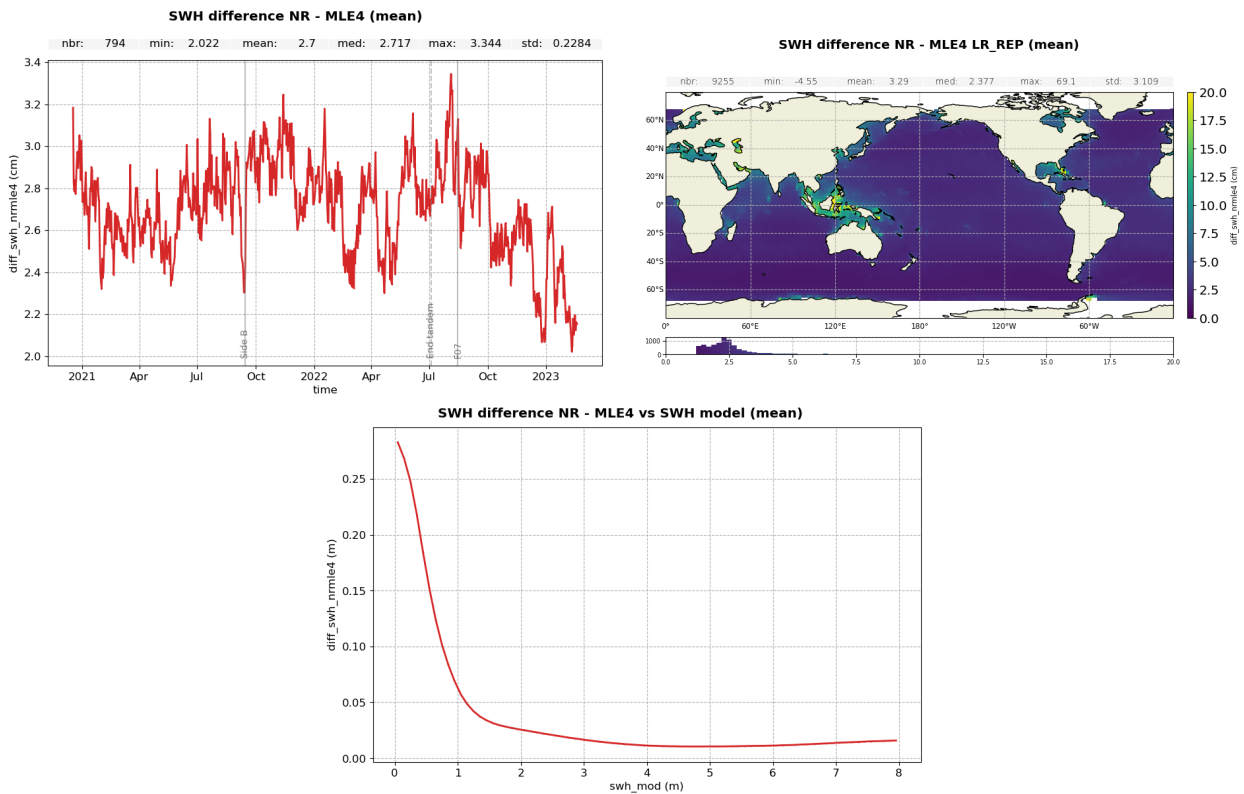 SWH difference NR - MLE4 (mean)
nbr: 794 min: 2.022 mean: 2.7 med: 2.717 max: 3.344 std: 0.2284
3.4
3.2
3.0
2.8
2.6
2.4
2.2
2.0
diff_swh_nrmle4 (cm)
Side B
End tandem
F07
2021 Apr Jul Oct 2022 Apr Jul Oct 2023
time
SWH difference NR - MLE4 LR_REP (mean)
nbr: 9255 min: -4.55 mean: 3.29 med: 2.377 max: 69.1 std: 3.109
60°N
40°N
20°N
0°
20°S
40°S
60°S
0° 60°E 120°E 180° 120°W 60°W
20.0
17.5
15.0
12.5
10.0
7.5
5.0
2.5
0.0
diff_swh_nrmle4 (cm)
1000
0
0.0 2.5 5.0 7.5 10.0 12.5 15.0 17.5 20.0
SWH difference NR - MLE4 vs SWH model (mean)
0.25
0.20
0.15
0.10
0.05
0.00
diff_swh_nrmle4 (m)
0 1 2 3 4 5 6 7 8
swh_mod (m)